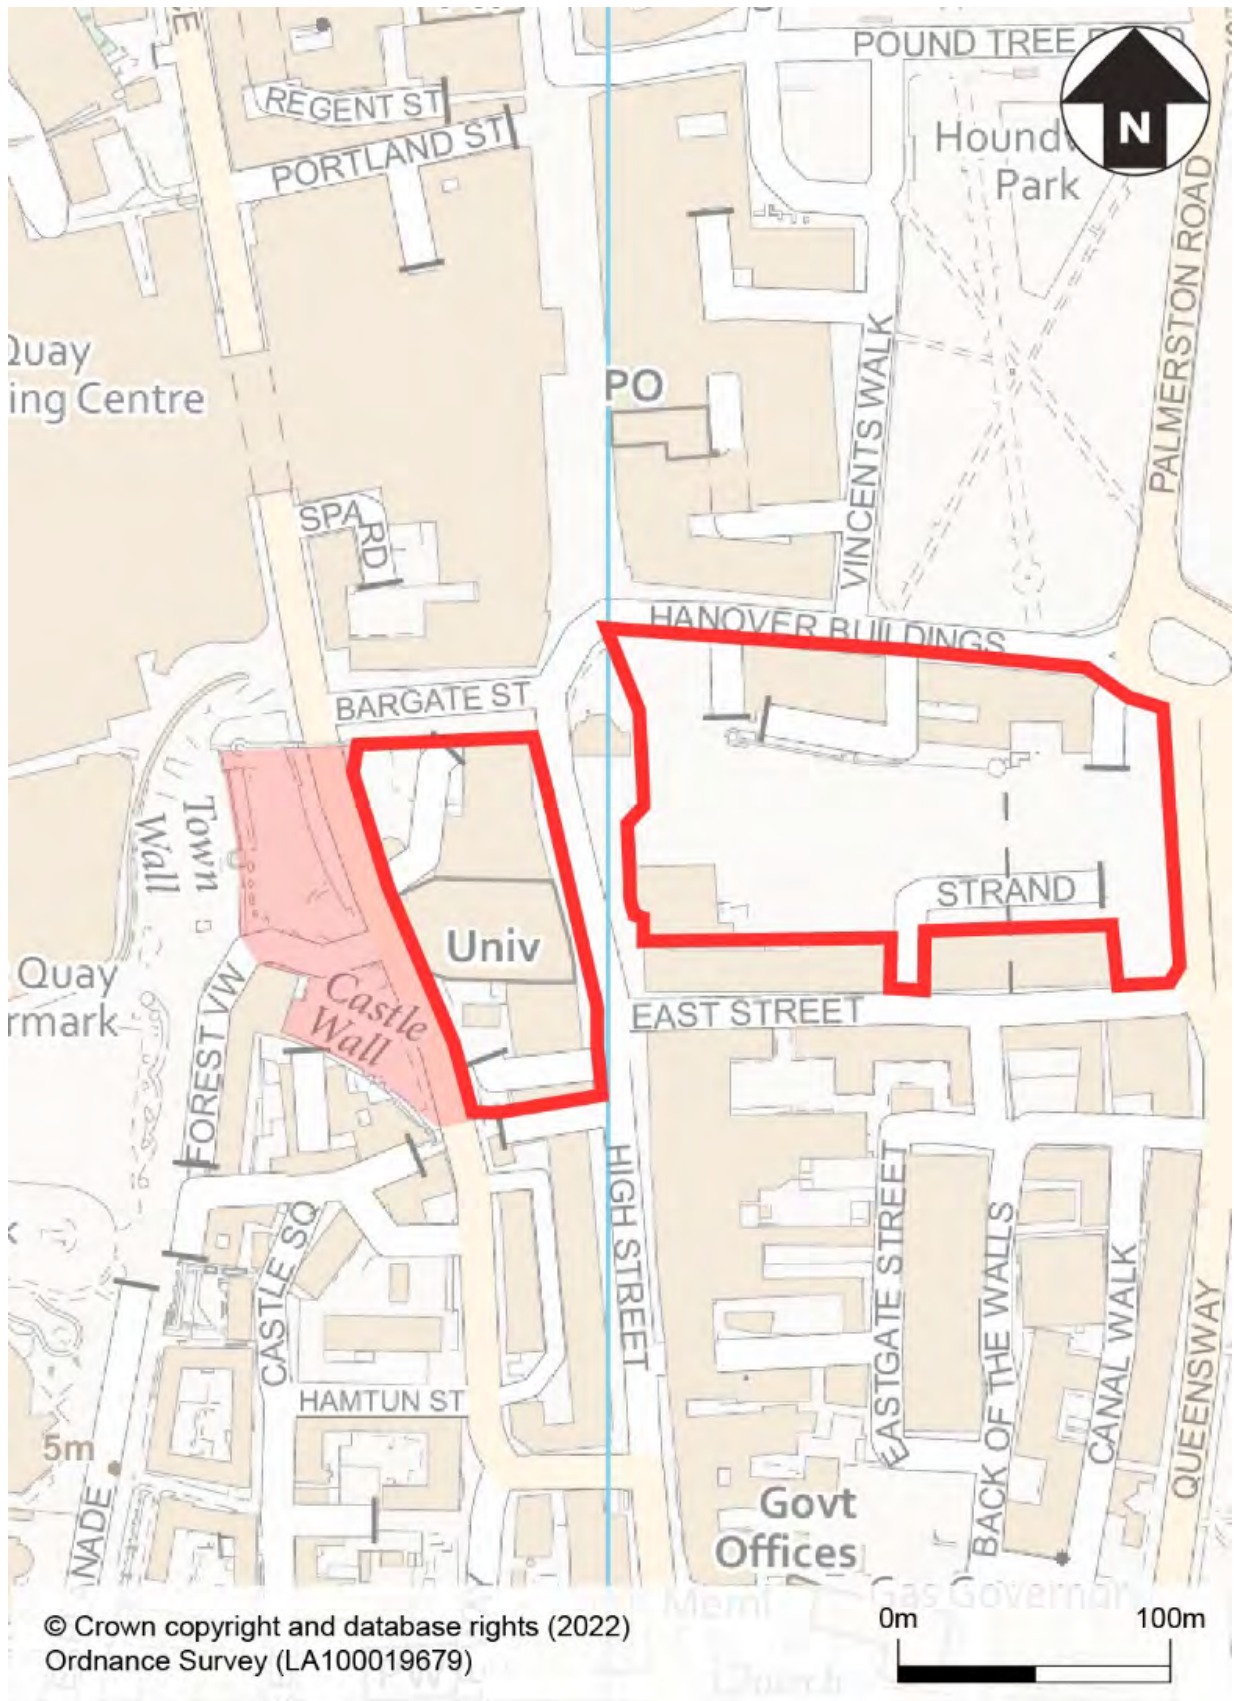 POUND TREE
N
REGENT ST
PORTLAND ST
Park
PALMERSTON ROAD
Quay
ing Centre
PO
VINCENTS WALK
SPA
RD
HANOVER BUILDINGS
BARGATE ST
Town
Wall
STRAND
Univ
Quay
rmark
Castle
Wall
EAST STREET
FOREST VW
HIGH STREET
EASTGATE STREET
BACK OF THE WALLS
CANAL WALK
QUEENSWAY
CASTLE SQ
HAMTUN ST
5m
NADE
Govt
Offices
Gas Governor
© Crown copyright and database rights (2022)
Ordnance Survey (LA100019679)
0m
100m
Church